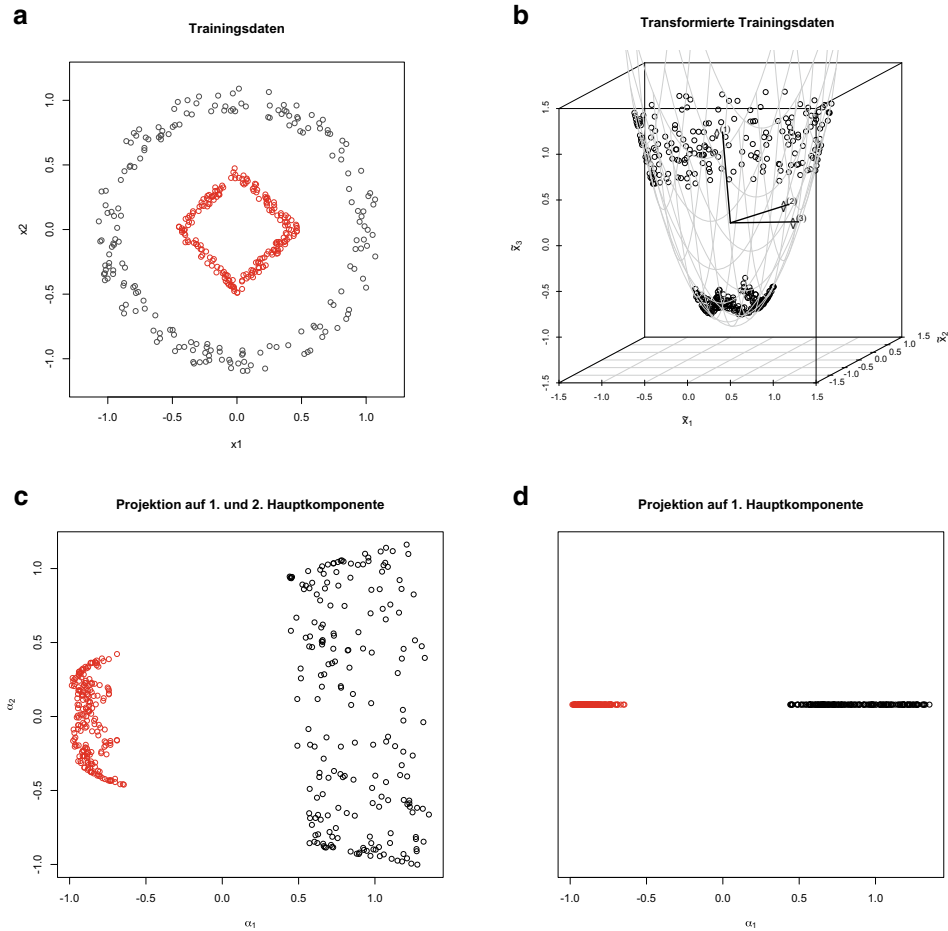 a
Trainingsdaten
1.0
0.5
0.0
-0.5
-1.0
x2
-1.0 -0.5 0.0 0.5 1.0
x1
b
Transformierte Trainingsdaten
1.5
1.0
0.5
0.0
-0.5
-1.0
-1.5
x̃3
(2)
(3)
-1.5 -1.0 -0.5 0.0 0.5 1.0 1.5
x̃1
-1.5 -1.0 -0.5 0.0 0.5 1.0 1.5
x̃2
c
Projektion auf 1. und 2. Hauptkomponente
1.0
0.5
0.0
-0.5
-1.0
α2
-1.0 -0.5 0.0 0.5 1.0
α1
d
Projektion auf 1. Hauptkomponente
-1.0 -0.5 0.0 0.5 1.0
α1